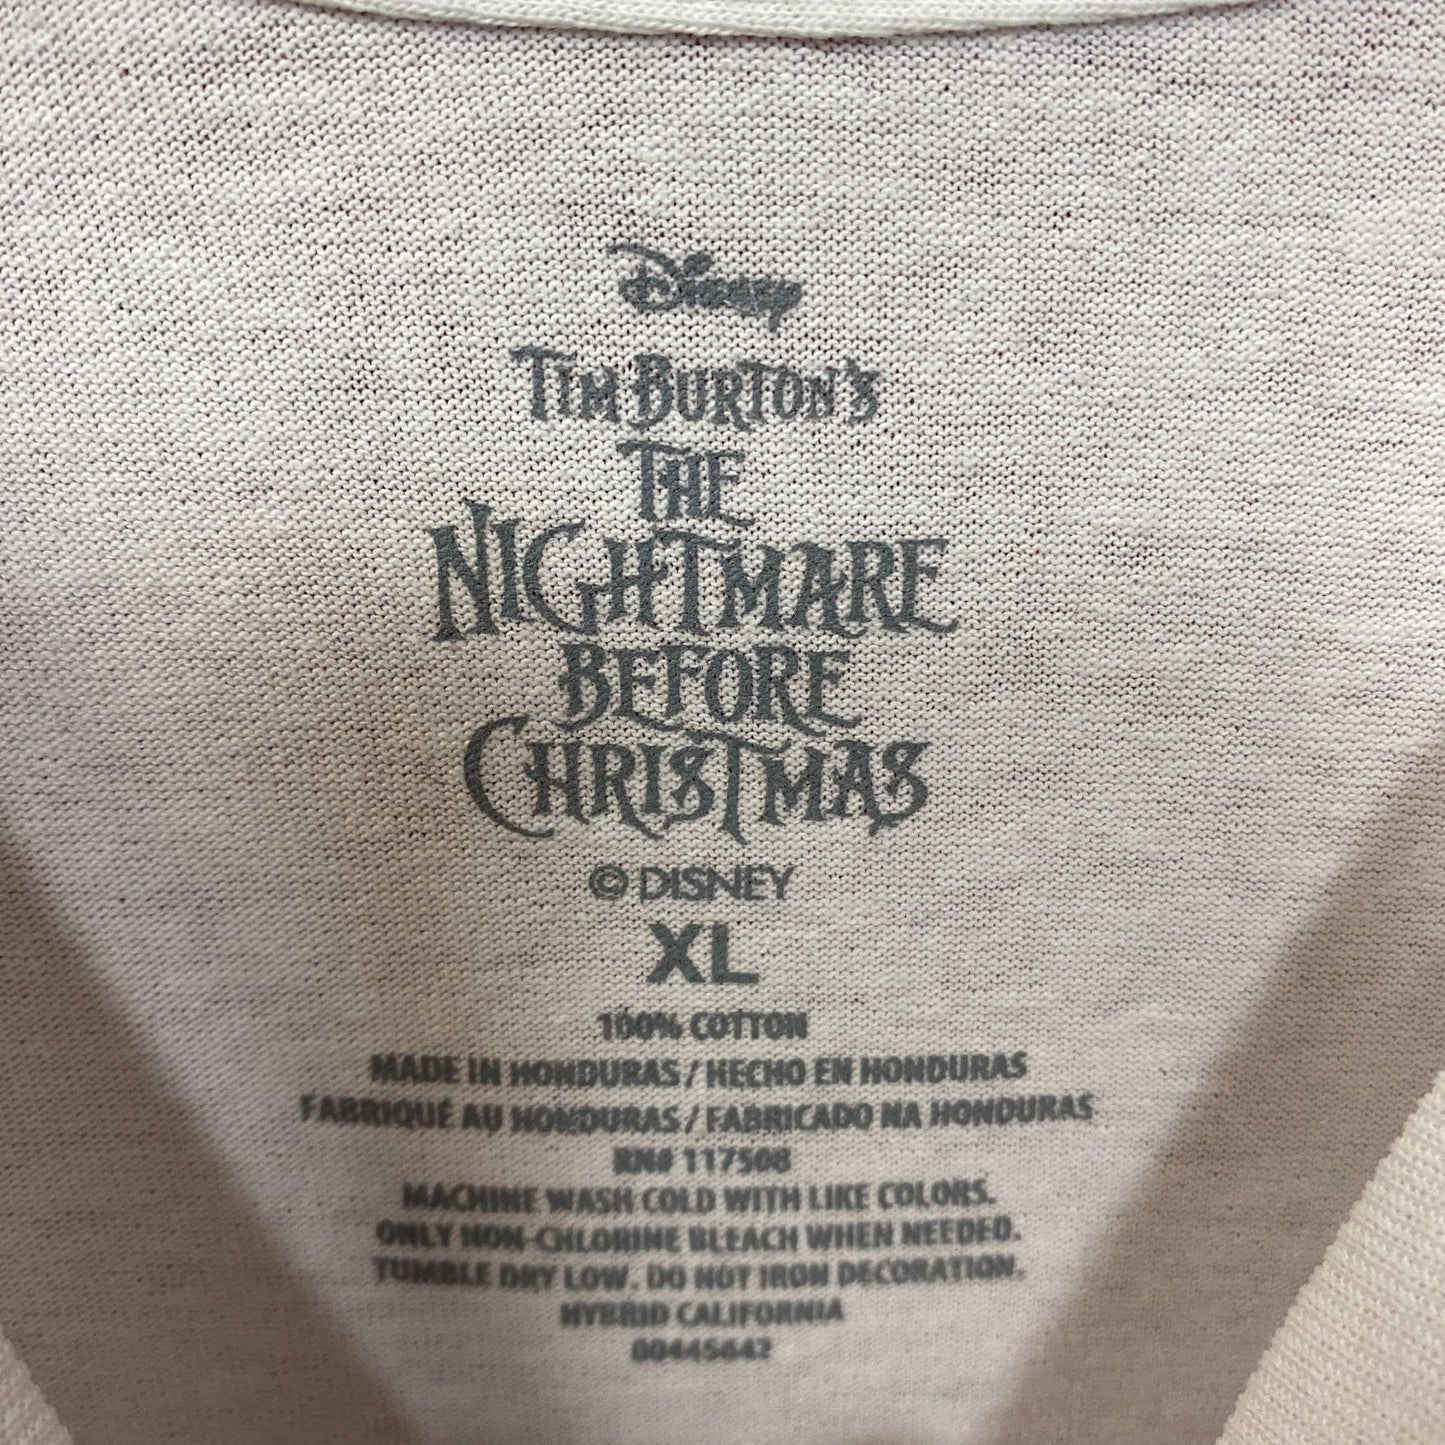 Disney
TIM BURTON'S
THE
NIGHTMARE
BEFORE
CHRISTMAS
© DISNEY
XL
100% COTTON
MADE IN HONDURAS / HECHO EN HONDURAS
FABRIQUÉ AU HONDURAS / FABRICADO NA HONDURAS
RN# 117508
MACHINE WASH COLD WITH LIKE COLORS.
ONLY NON-CHLORINE BLEACH WHEN NEEDED.
TUMBLE DRY LOW. DO NOT IRON DECORATION.
HYBRID CALIFORNIA